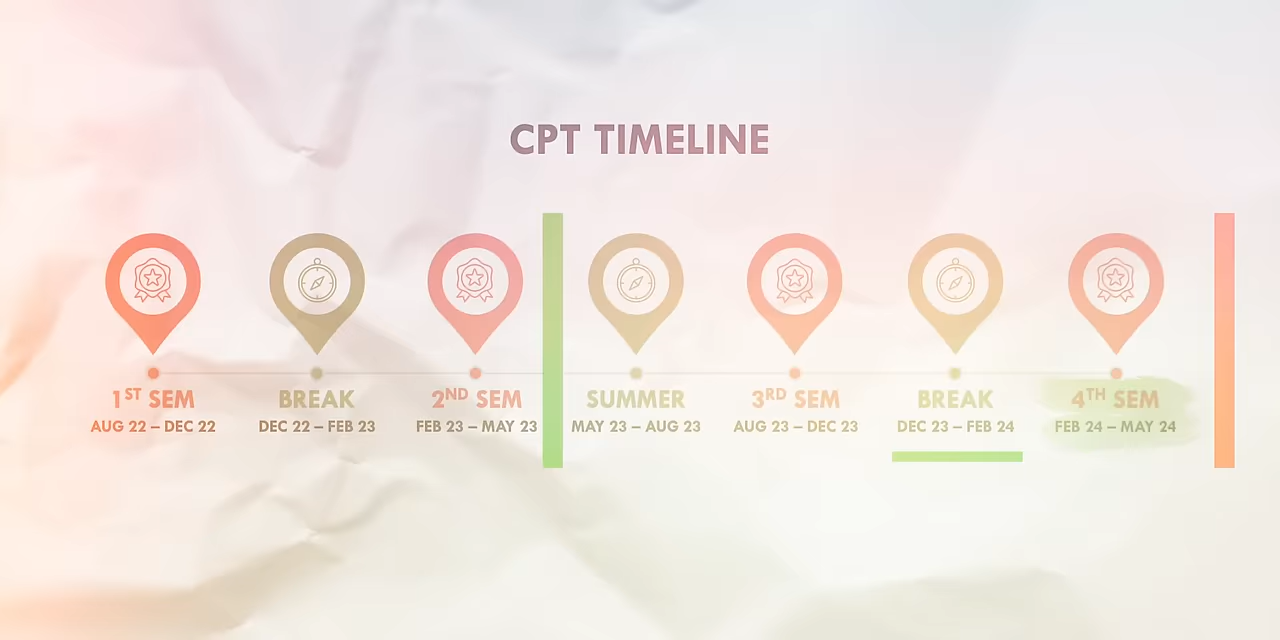 CPT TIMELINE
1ST SEM
AUG 22 – DEC 22
BREAK
DEC 22 – FEB 23
2ND SEM
FEB 23 – MAY 23
SUMMER
MAY 23 – AUG 23
3RD SEM
AUG 23 – DEC 23
BREAK
DEC 23 – FEB 24
4TH SEM
FEB 24 – MAY 24